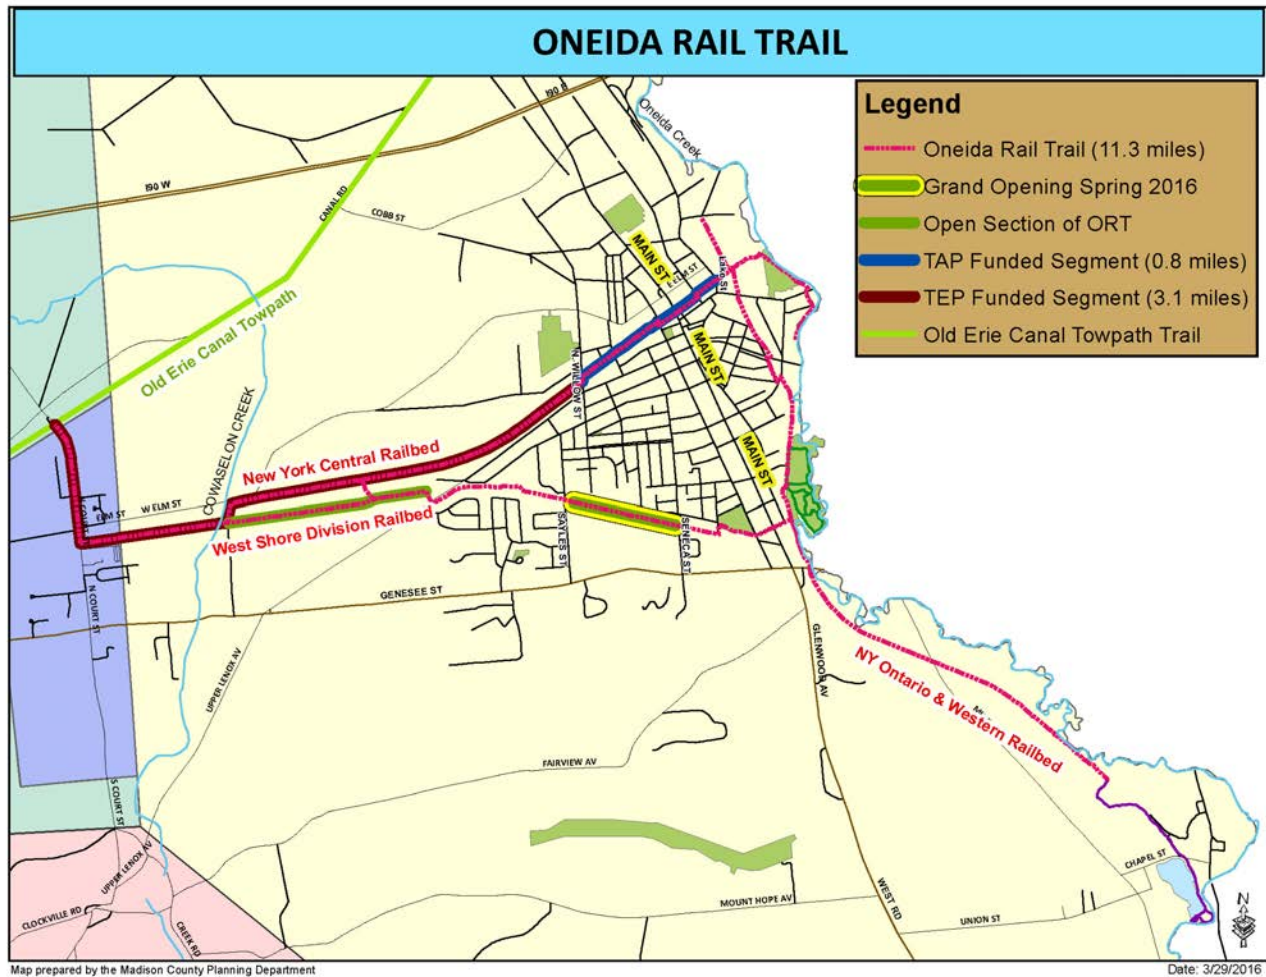 ONEIDA RAIL TRAIL
Legend
Oneida Rail Trail (11.3 miles)
Grand Opening Spring 2016
Open Section of ORT
TAP Funded Segment (0.8 miles)
TEP Funded Segment (3.1 miles)
Old Erie Canal Towpath Trail
I90 E
Oneida Creek
I90 W
CANAL RD
COBB ST
MAIN ST
E ELM ST
Lake St
Old Erie Canal Towpath
MAIN ST
N. WILLOW ST
COWASELON CREEK
New York Central Railbed
MAIN ST
W ELM ST
ELM ST
West Shore Division Railbed
SAYLES ST
SENECA ST
GENESEE ST
N COURT ST
UPPER LENOX AV
GLENWOOD AV
NY Ontario & Western Railbed
FAIRVIEW AV
S COURT ST
UPPER LENOX AV
CHAPEL ST
MOUNT HOPE AV
WEST RD
UNION ST
CLOCKVILLE RD
CREEK RD
N
Map prepared by the Madison County Planning Department
Date: 3/29/2016